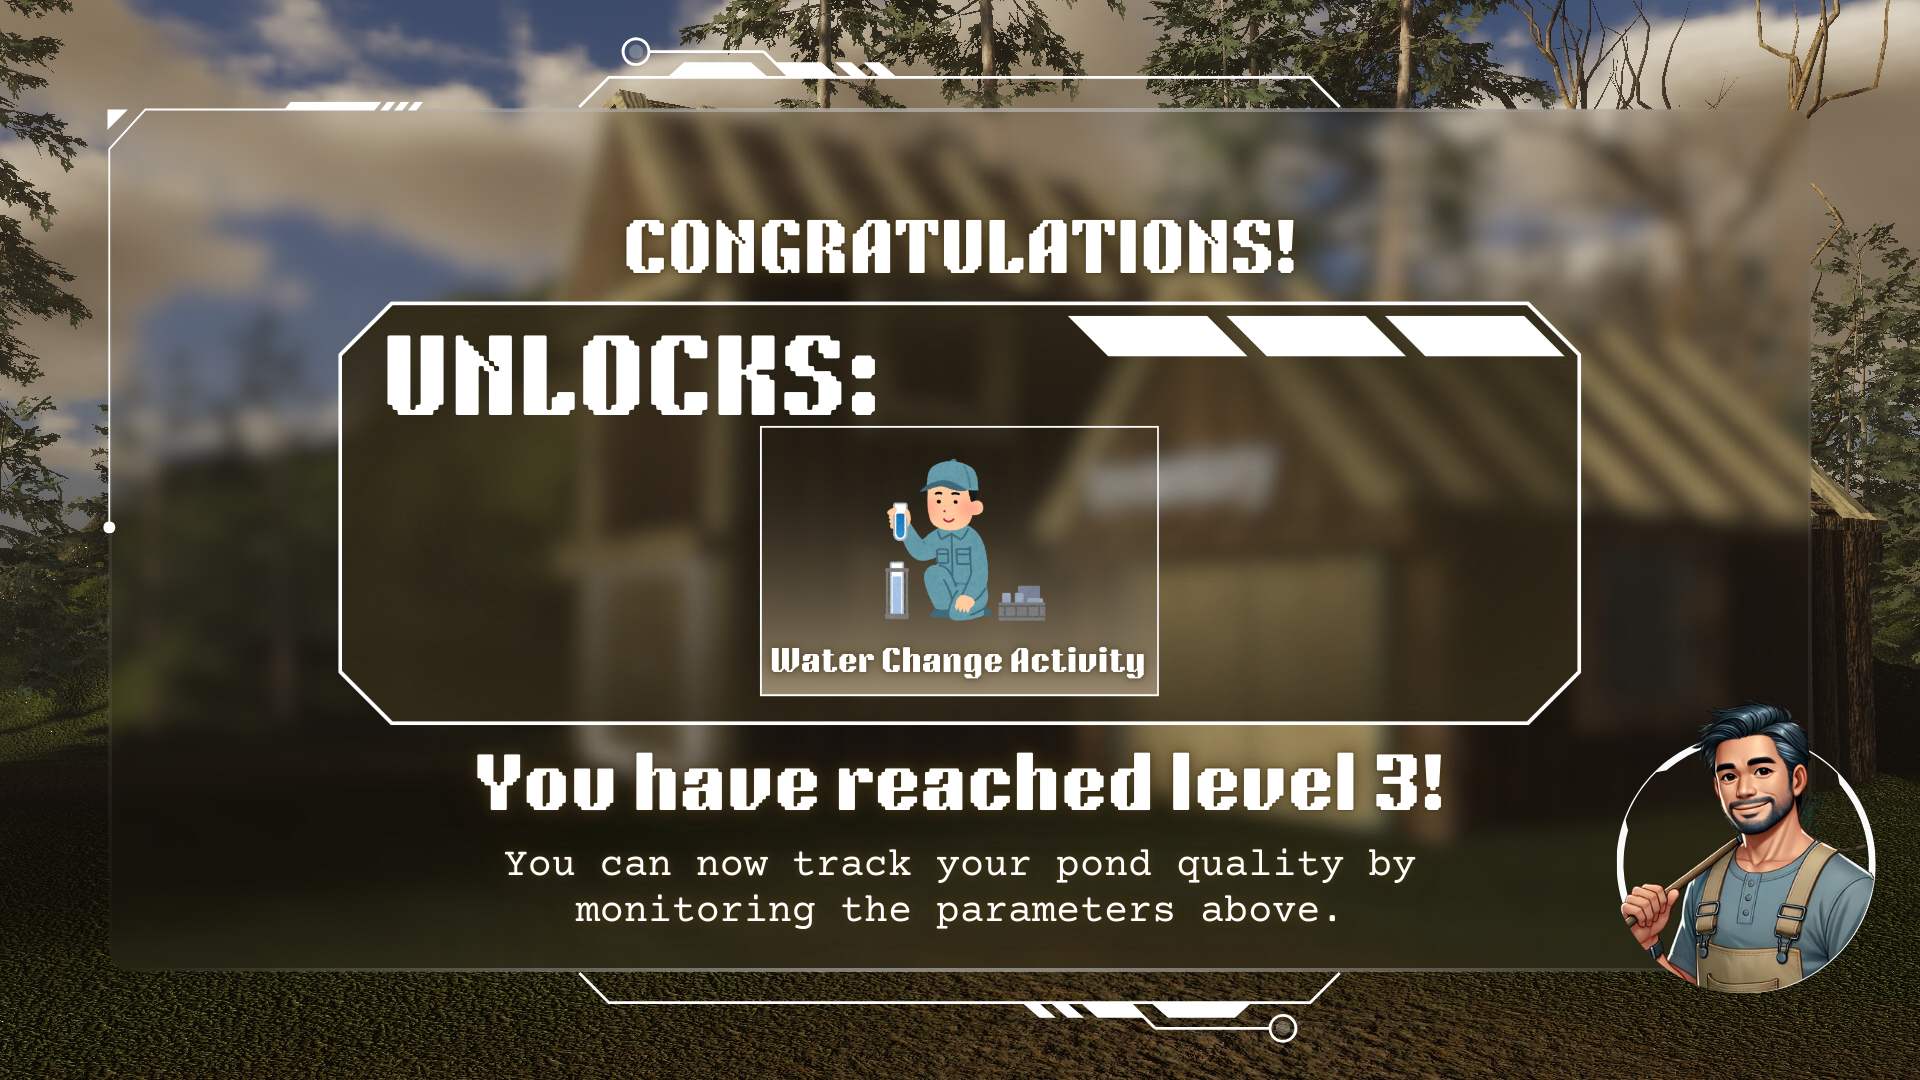 CONGRATULATIONS!
UNLOCKS:
Water Change Activity
You have reached level 3!
You can now track your pond quality by
monitoring the parameters above.